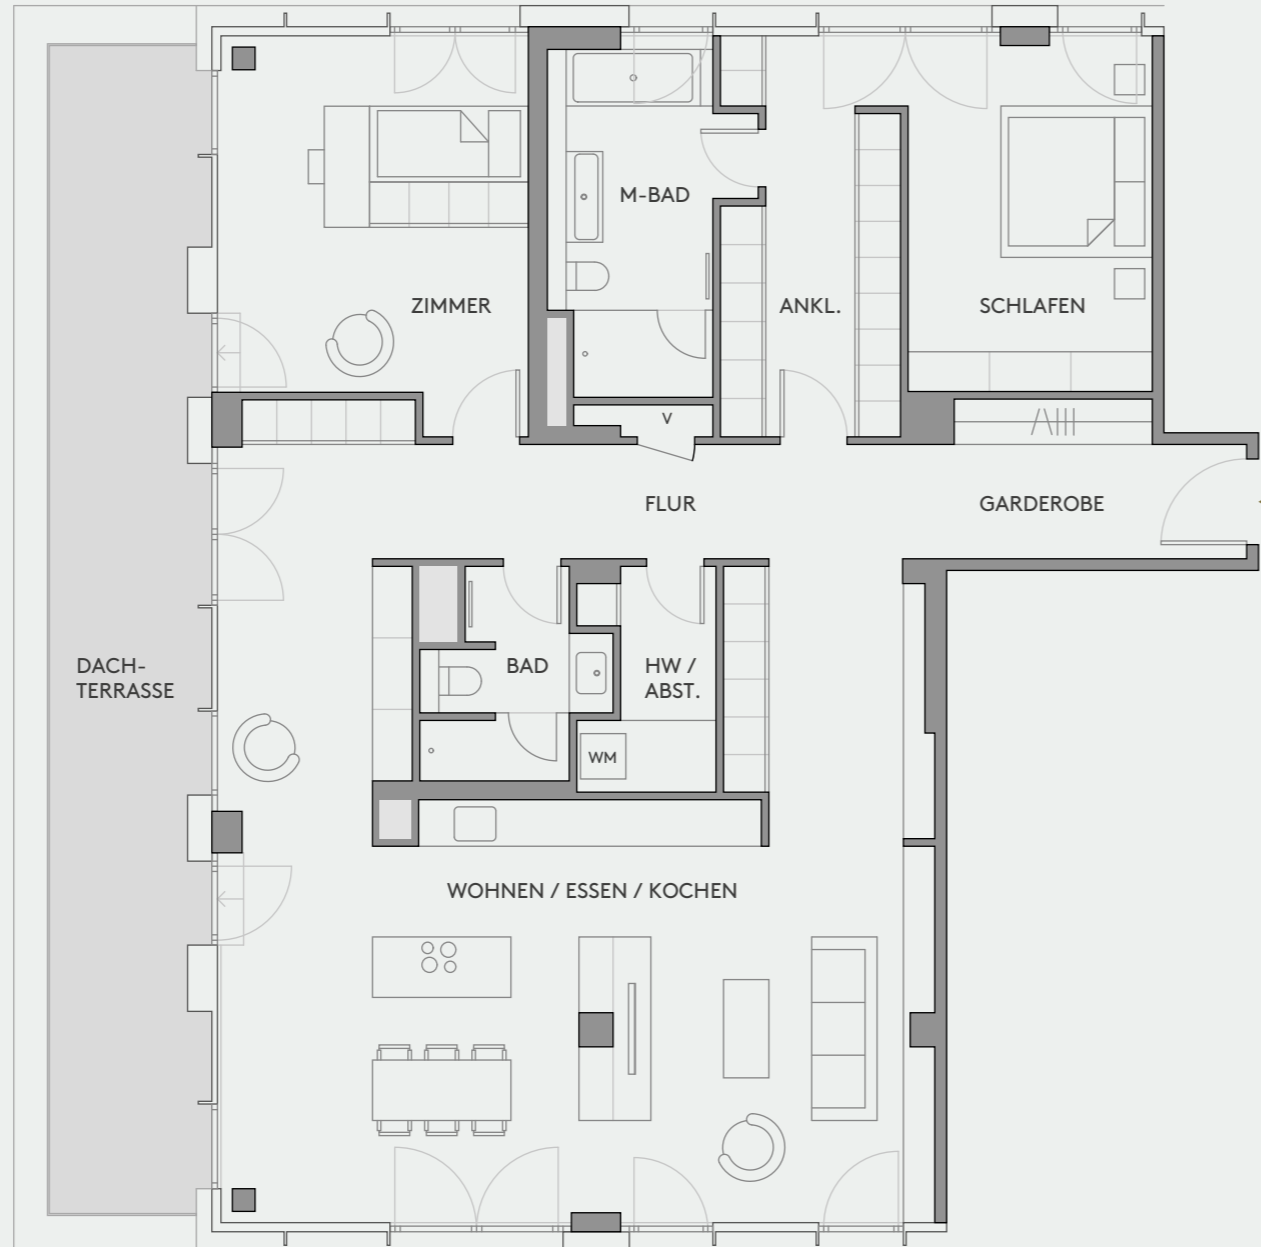 M-BAD
ZIMMER
ANKL.
SCHLAFEN
V
FLUR
GARDEROBE
DACH-
TERRASSE
BAD
HW /
ABST.
WM
WOHNEN / ESSEN / KOCHEN